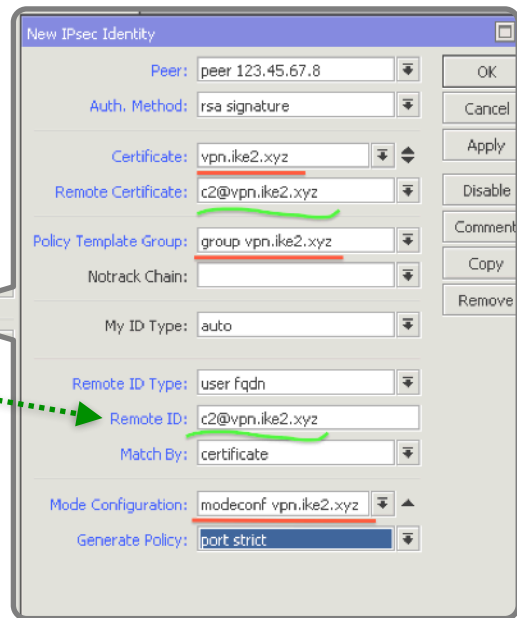 New IPsec Identity
Peer: peer 123.45.67.8
OK
Auth. Method: rsa signature
Cancel
Certificate: vpn.ike2.xyz
Apply
Remote Certificate: c2@vpn.ike2.xyz
Disable
Comment
Policy Template Group: group vpn.ike2.xyz
Copy
Notrack Chain:
Remove
My ID Type: auto
Remote ID Type: user fqdn
Remote ID: c2@vpn.ike2.xyz
Match By: certificate
Mode Configuration: modeconf vpn.ike2.xyz
Generate Policy: port strict